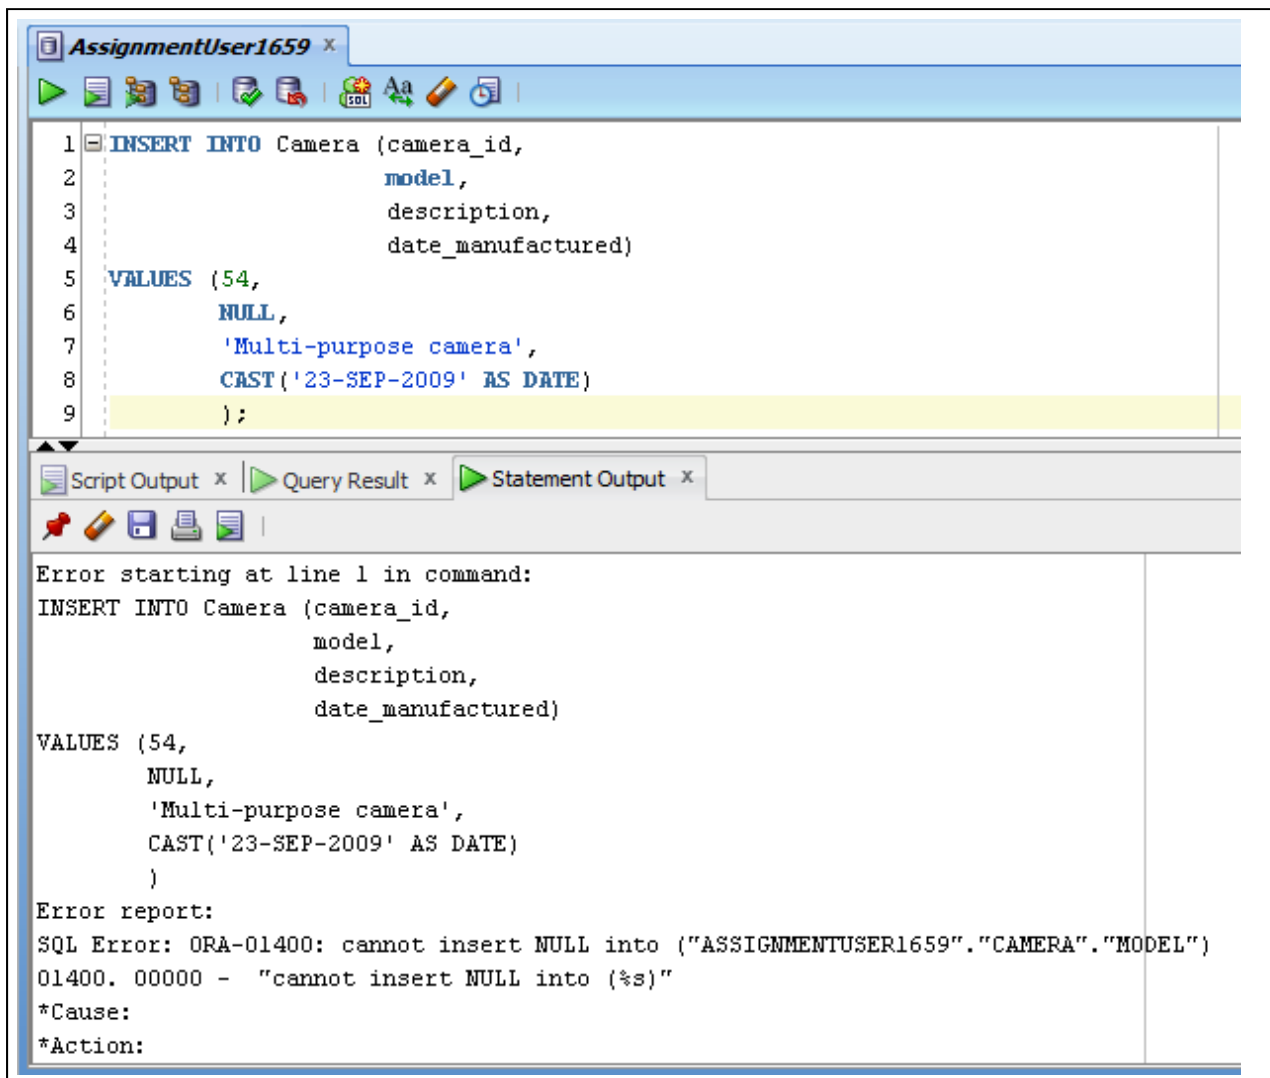 AssignmentUser1659 x
SQL Aa
1 INSERT INTO Camera (camera_id,
2 model,
3 description,
4 date_manufactured)
5 VALUES (54,
6 NULL,
7 'Multi-purpose camera',
8 CAST('23-SEP-2009' AS DATE)
9 );
Script Output x Query Result x Statement Output x
Error starting at line 1 in command:
INSERT INTO Camera (camera_id,
model,
description,
date_manufactured)
VALUES (54,
NULL,
'Multi-purpose camera',
CAST('23-SEP-2009' AS DATE)
)
Error report:
SQL Error: ORA-01400: cannot insert NULL into ("ASSIGNMENTUSER1659"."CAMERA"."MODEL")
01400. 00000 - "cannot insert NULL into (%s)"
*Cause:
*Action: